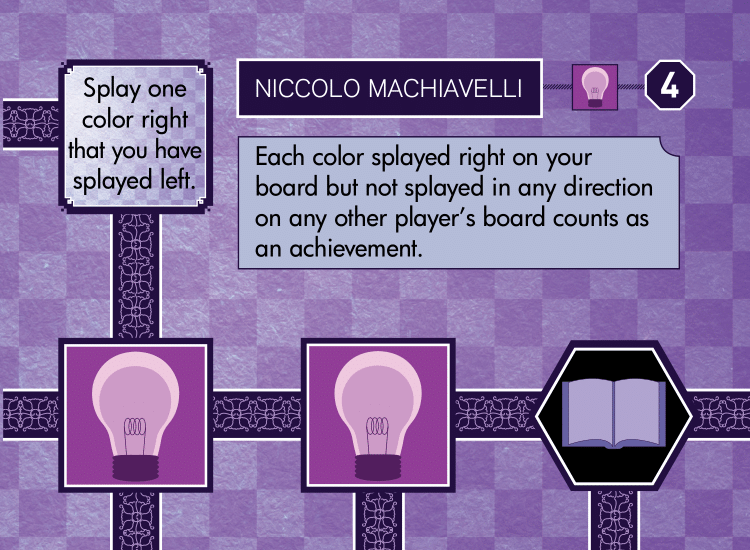 Splay one
color right
that you have
splayed left.
NICCOLO MACHIAVELLI
4
Each color splayed right on your
board but not splayed in any direction
on any other player's board counts as
an achievement.